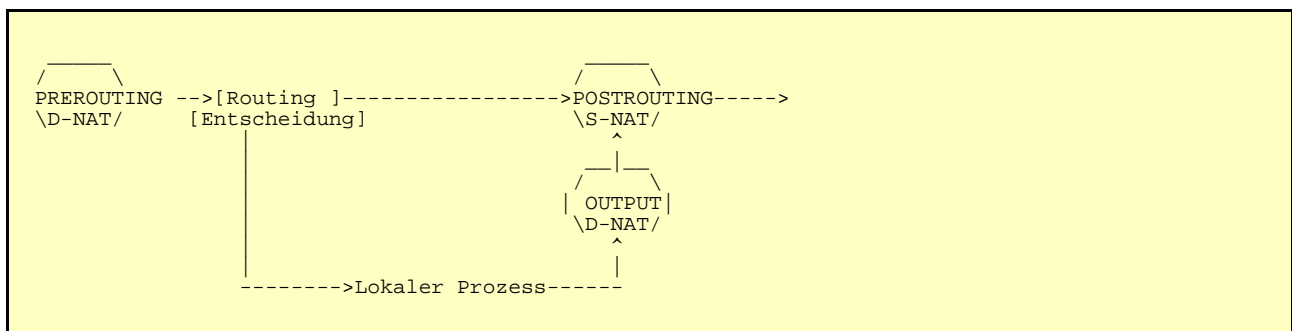 PREROUTING -->[Routing ]----------------->POSTROUTING----->
\D-NAT/ [Entscheidung] \S-NAT/
| OUTPUT|
\D-NAT/
-------->Lokaler Prozess------